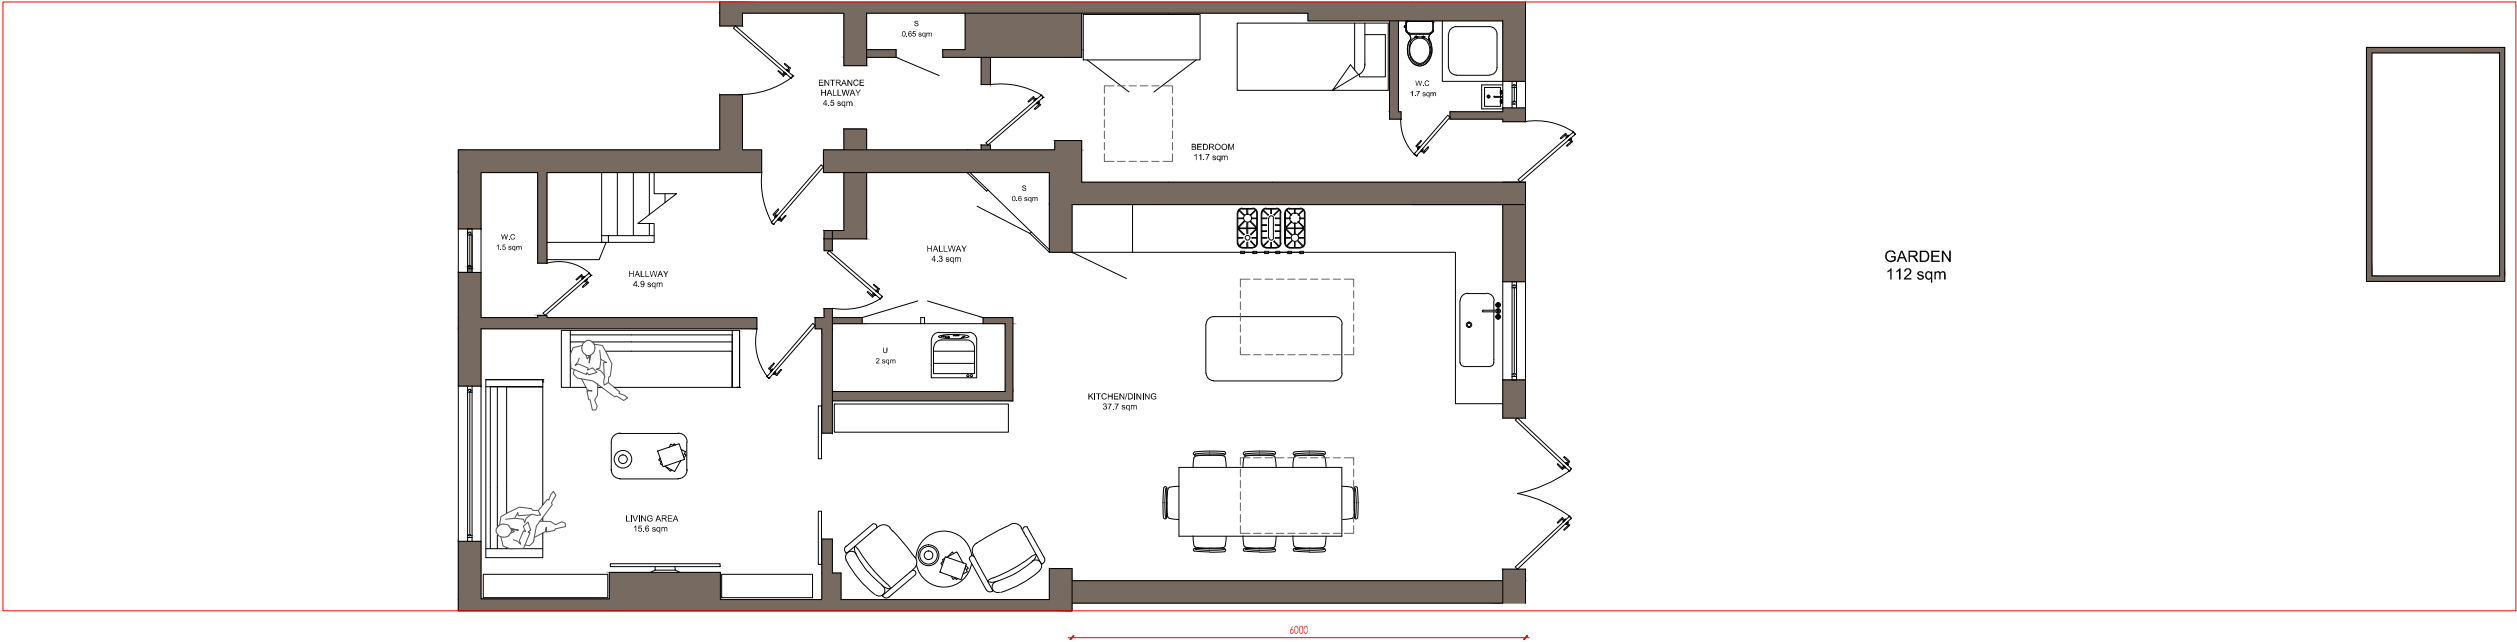 S
0.65 sqm
ENTRANCE
HALLWAY
4.5 sqm
W.C
1.7 sqm
BEDROOM
11.7 sqm
S
0.6 sqm
W.C
1.5 sqm
HALLWAY
4.3 sqm
HALLWAY
4.9 sqm
GARDEN
112 sqm
U
2 sqm
KITCHEN/DINING
37.7 sqm
LIVING AREA
15.6 sqm
6000